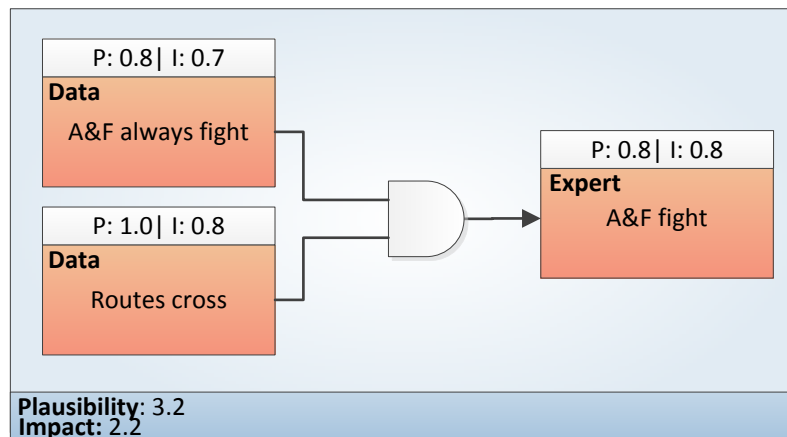 P: 0.8| I: 0.7
Data
A&F always fight
P: 1.0| I: 0.8
Data
Routes cross
P: 0.8| I: 0.8
Expert
A&F fight
Plausibility: 3.2
Impact: 2.2